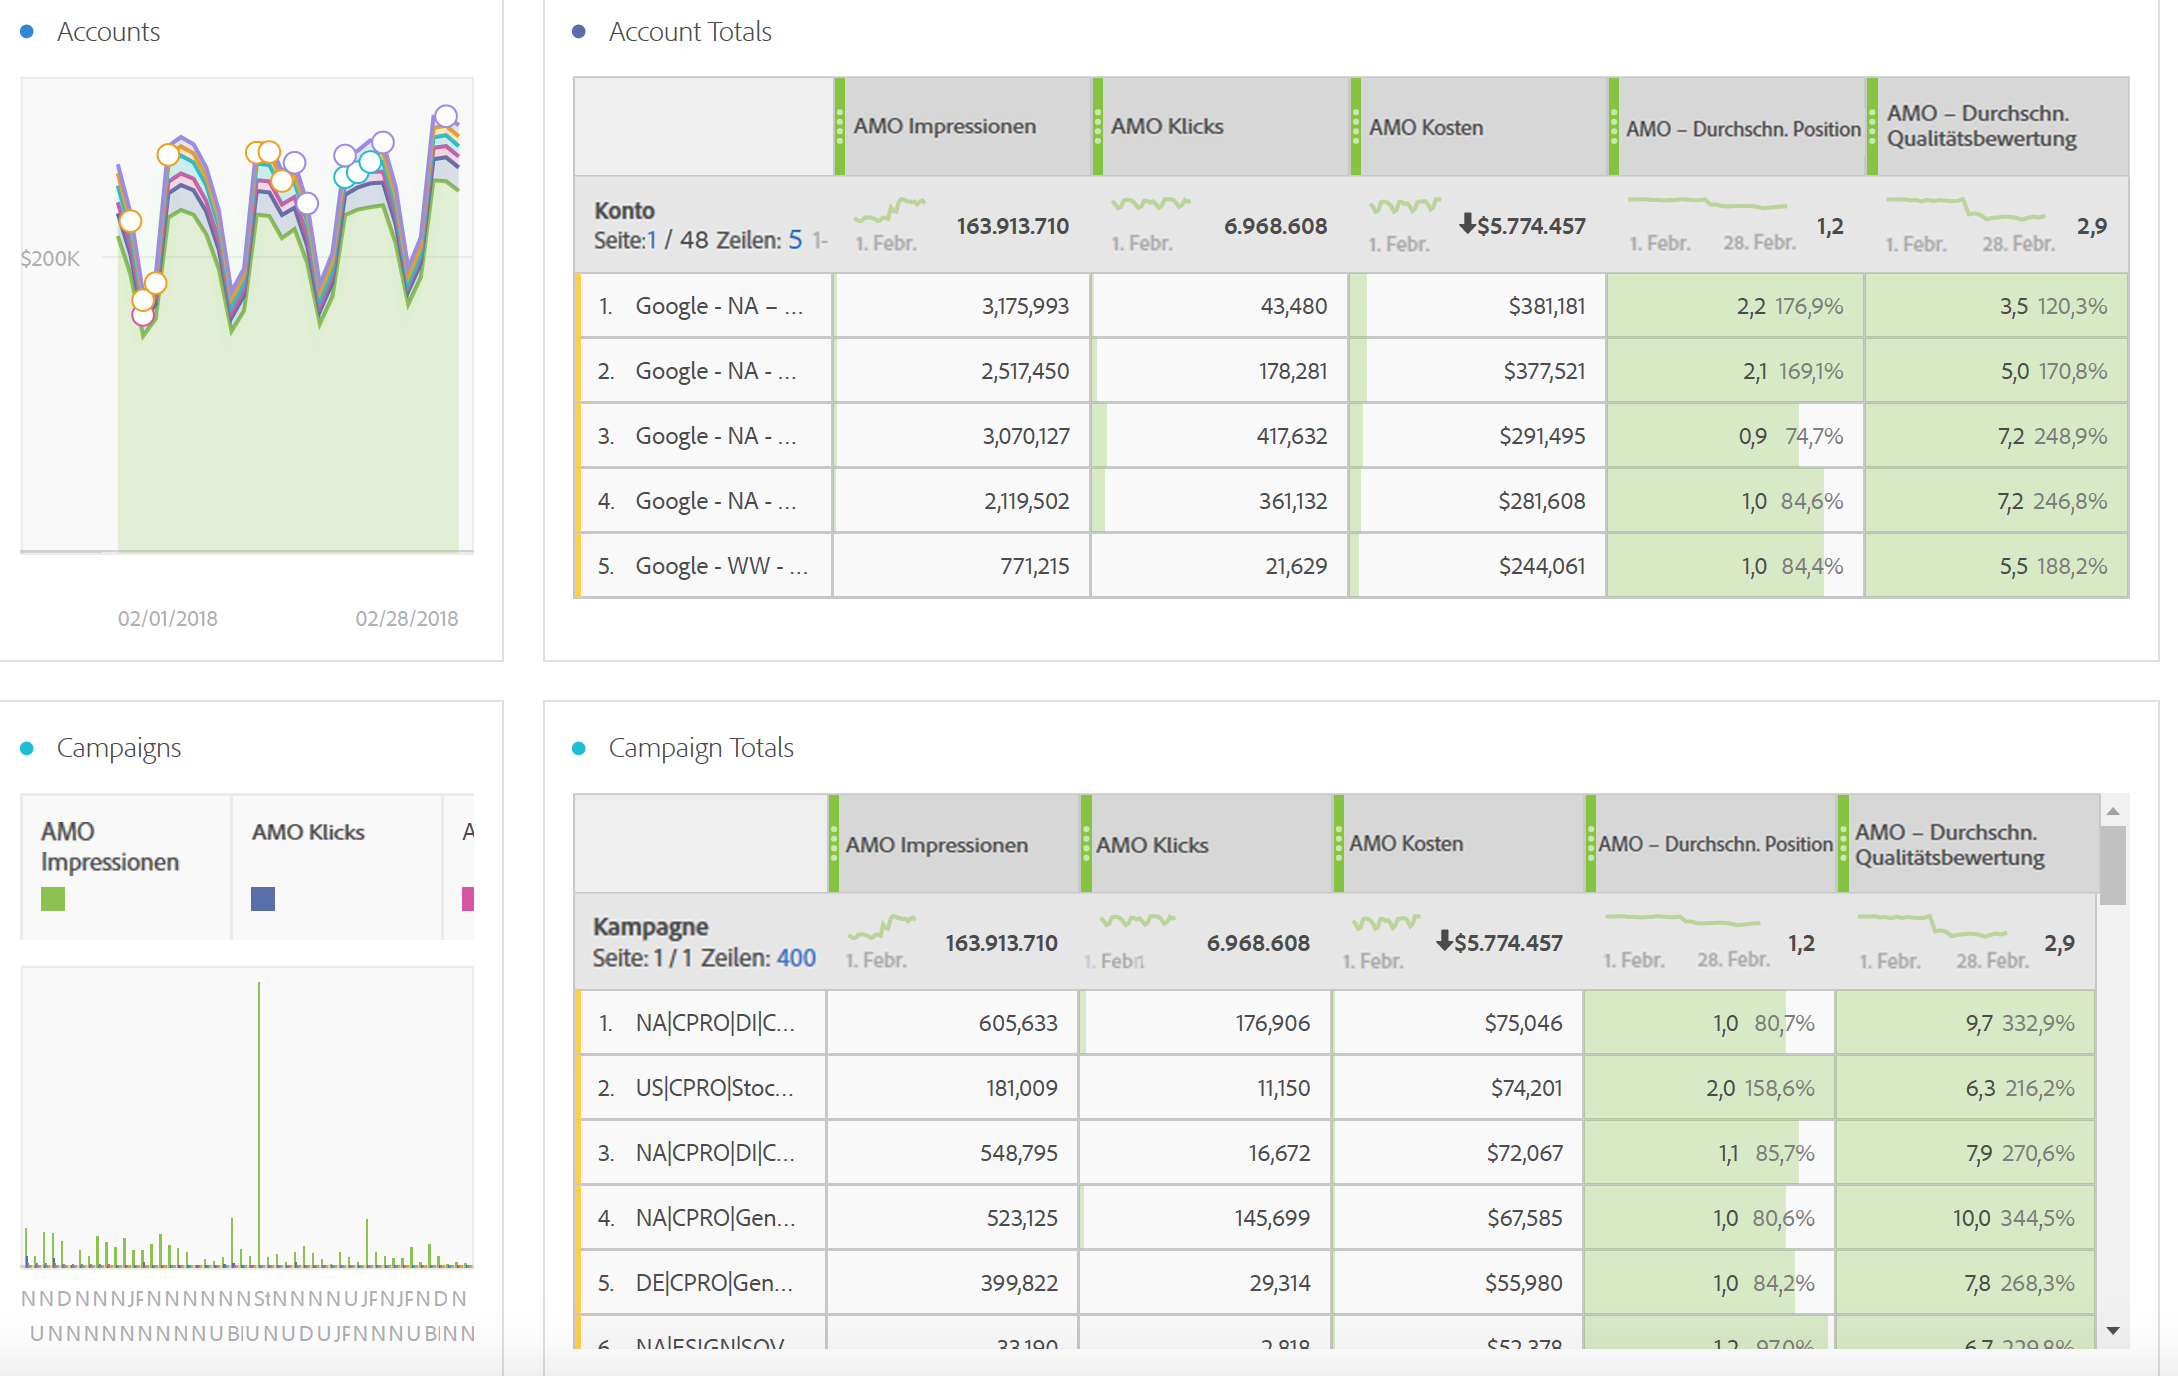 Accounts
$200K
02/01/2018 02/28/2018
Account Totals
AMO Impressionen AMO Klicks AMO Kosten AMO – Durchschn. Position AMO – Durchschn. Qualitätsbewertung
Konto
Seite:1 / 48 Zeilen: 5 1-
1. Febr. 163.913.710 1. Febr. 6.968.608 1. Febr. $5.774.457 1. Febr. 28. Febr. 1,2 1. Febr. 28. Febr. 2,9
1. Google - NA – ... 3,175,993 43,480 $381,181 2,2 176,9% 3,5 120,3%
2. Google - NA - ... 2,517,450 178,281 $377,521 2,1 169,1% 5,0 170,8%
3. Google - NA - ... 3,070,127 417,632 $291,495 0,9 74,7% 7,2 248,9%
4. Google - NA - ... 2,119,502 361,132 $281,608 1,0 84,6% 7,2 246,8%
5. Google - WW - ... 771,215 21,629 $244,061 1,0 84,4% 5,5 188,2%
Campaigns
AMO Impressionen
AMO Klicks
A
Campaign Totals
AMO Impressionen AMO Klicks AMO Kosten AMO – Durchschn. Position AMO – Durchschn. Qualitätsbewertung
Kampagne
Seite: 1 / 1 Zeilen: 400
1. Febr. 163.913.710 1. Febr. 6.968.608 1. Febr. $5.774.457 1. Febr. 28. Febr. 1,2 1. Febr. 28. Febr. 2,9
1. NA|CPRO|DI|C... 605,633 176,906 $75,046 1,0 80,7% 9,7 332,9%
2. US|CPRO|Stoc... 181,009 11,150 $74,201 2,0 158,6% 6,3 216,2%
3. NA|CPRO|DI|C... 548,795 16,672 $72,067 1,1 85,7% 7,9 270,6%
4. NA|CPRO|Gen... 523,125 145,699 $67,585 1,0 80,6% 10,0 344,5%
5. DE|CPRO|Gen... 399,822 29,314 $55,980 1,0 84,2% 7,8 268,3%
6 NA|ESIGN|SOV 33,190 2,818 $52,378 1,2 97,0% 6,7 229,8%